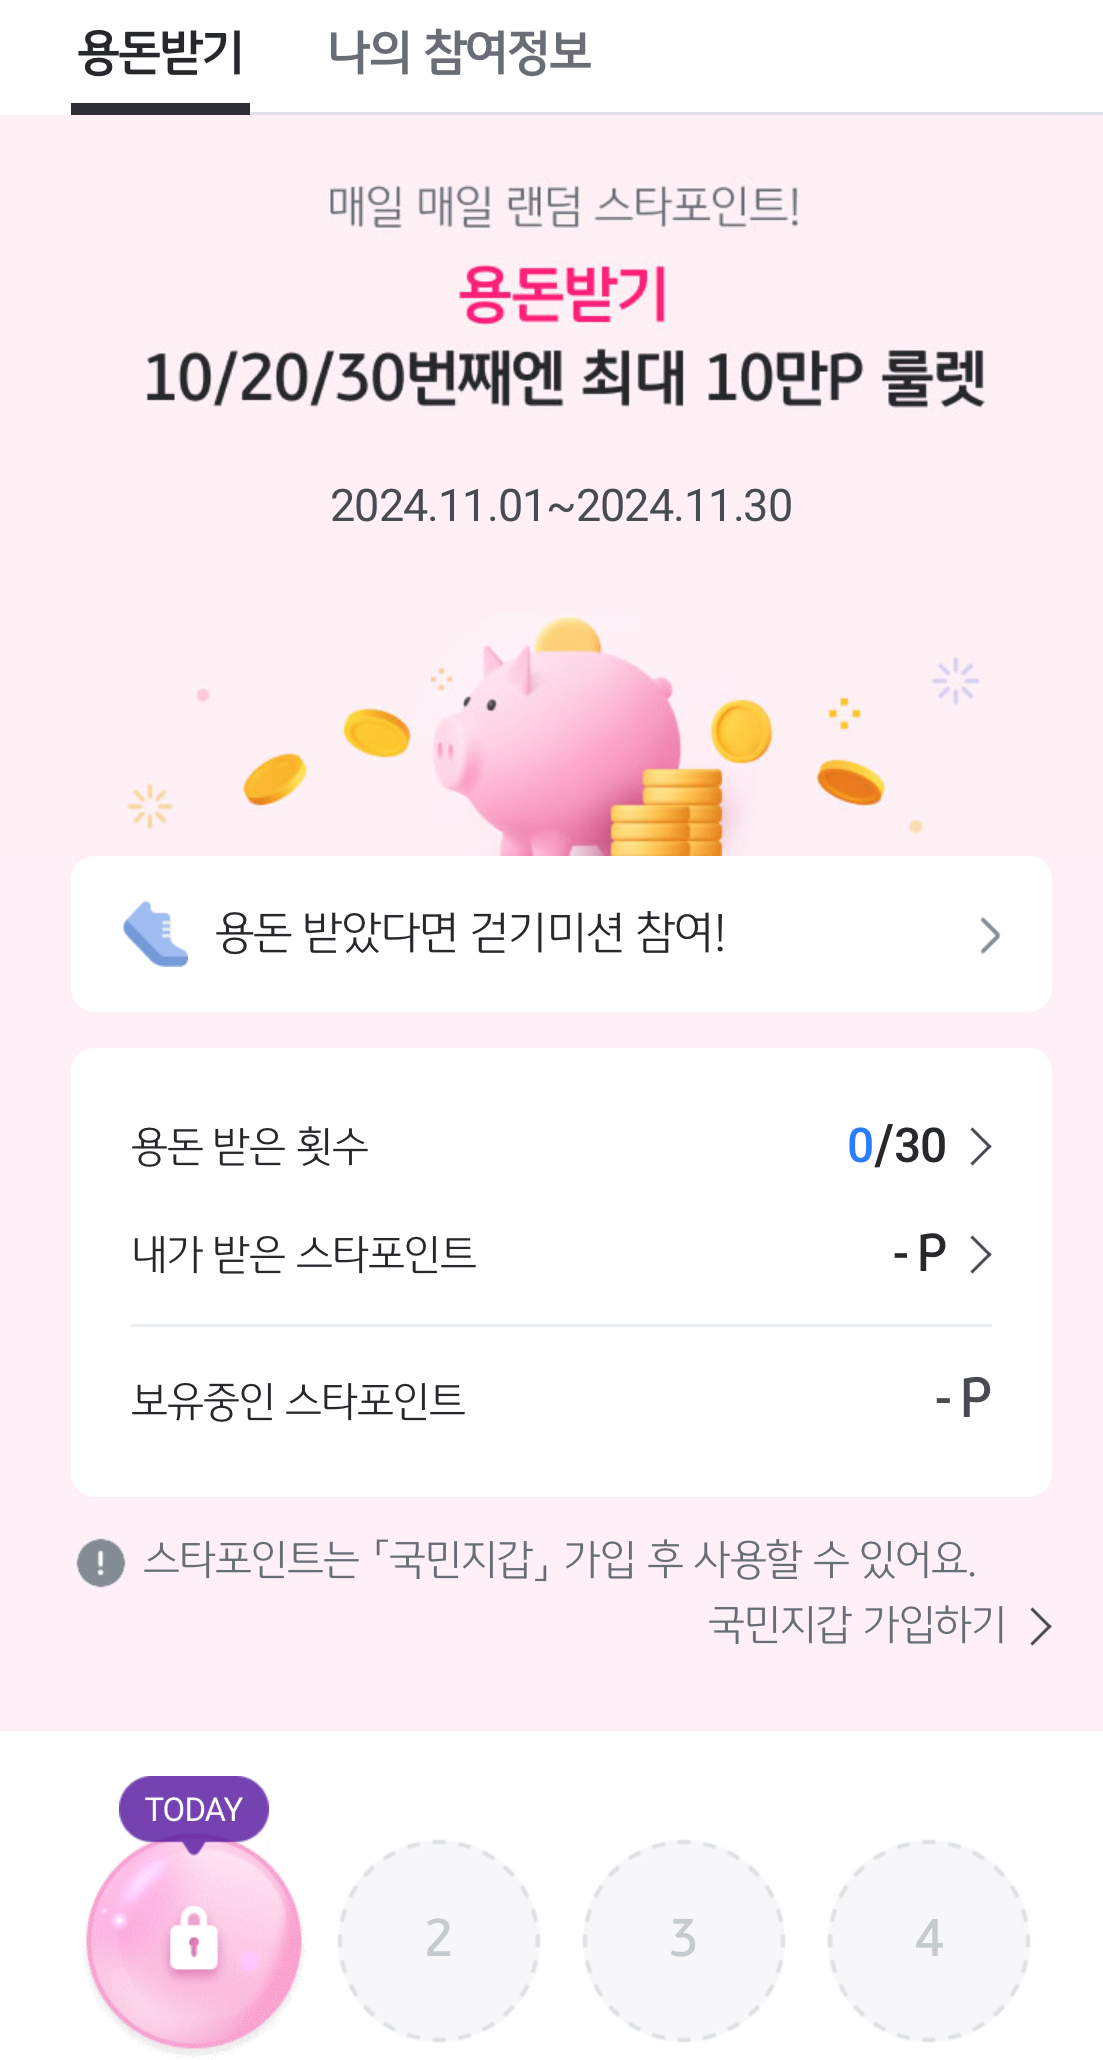 용돈받기 나의 참여정보
매일 매일 랜덤 스타포인트!
용돈받기
10/20/30번째엔 최대 10만P 룰렛
2024.11.01~2024.11.30
용돈 받았다면 걷기미션 참여!
용돈 받은 횟수 0/30
내가 받은 스타포인트 - P
보유중인 스타포인트 - P
스타포인트는 「국민지갑」 가입 후 사용할 수 있어요.
국민지갑 가입하기
TODAY
2 3 4